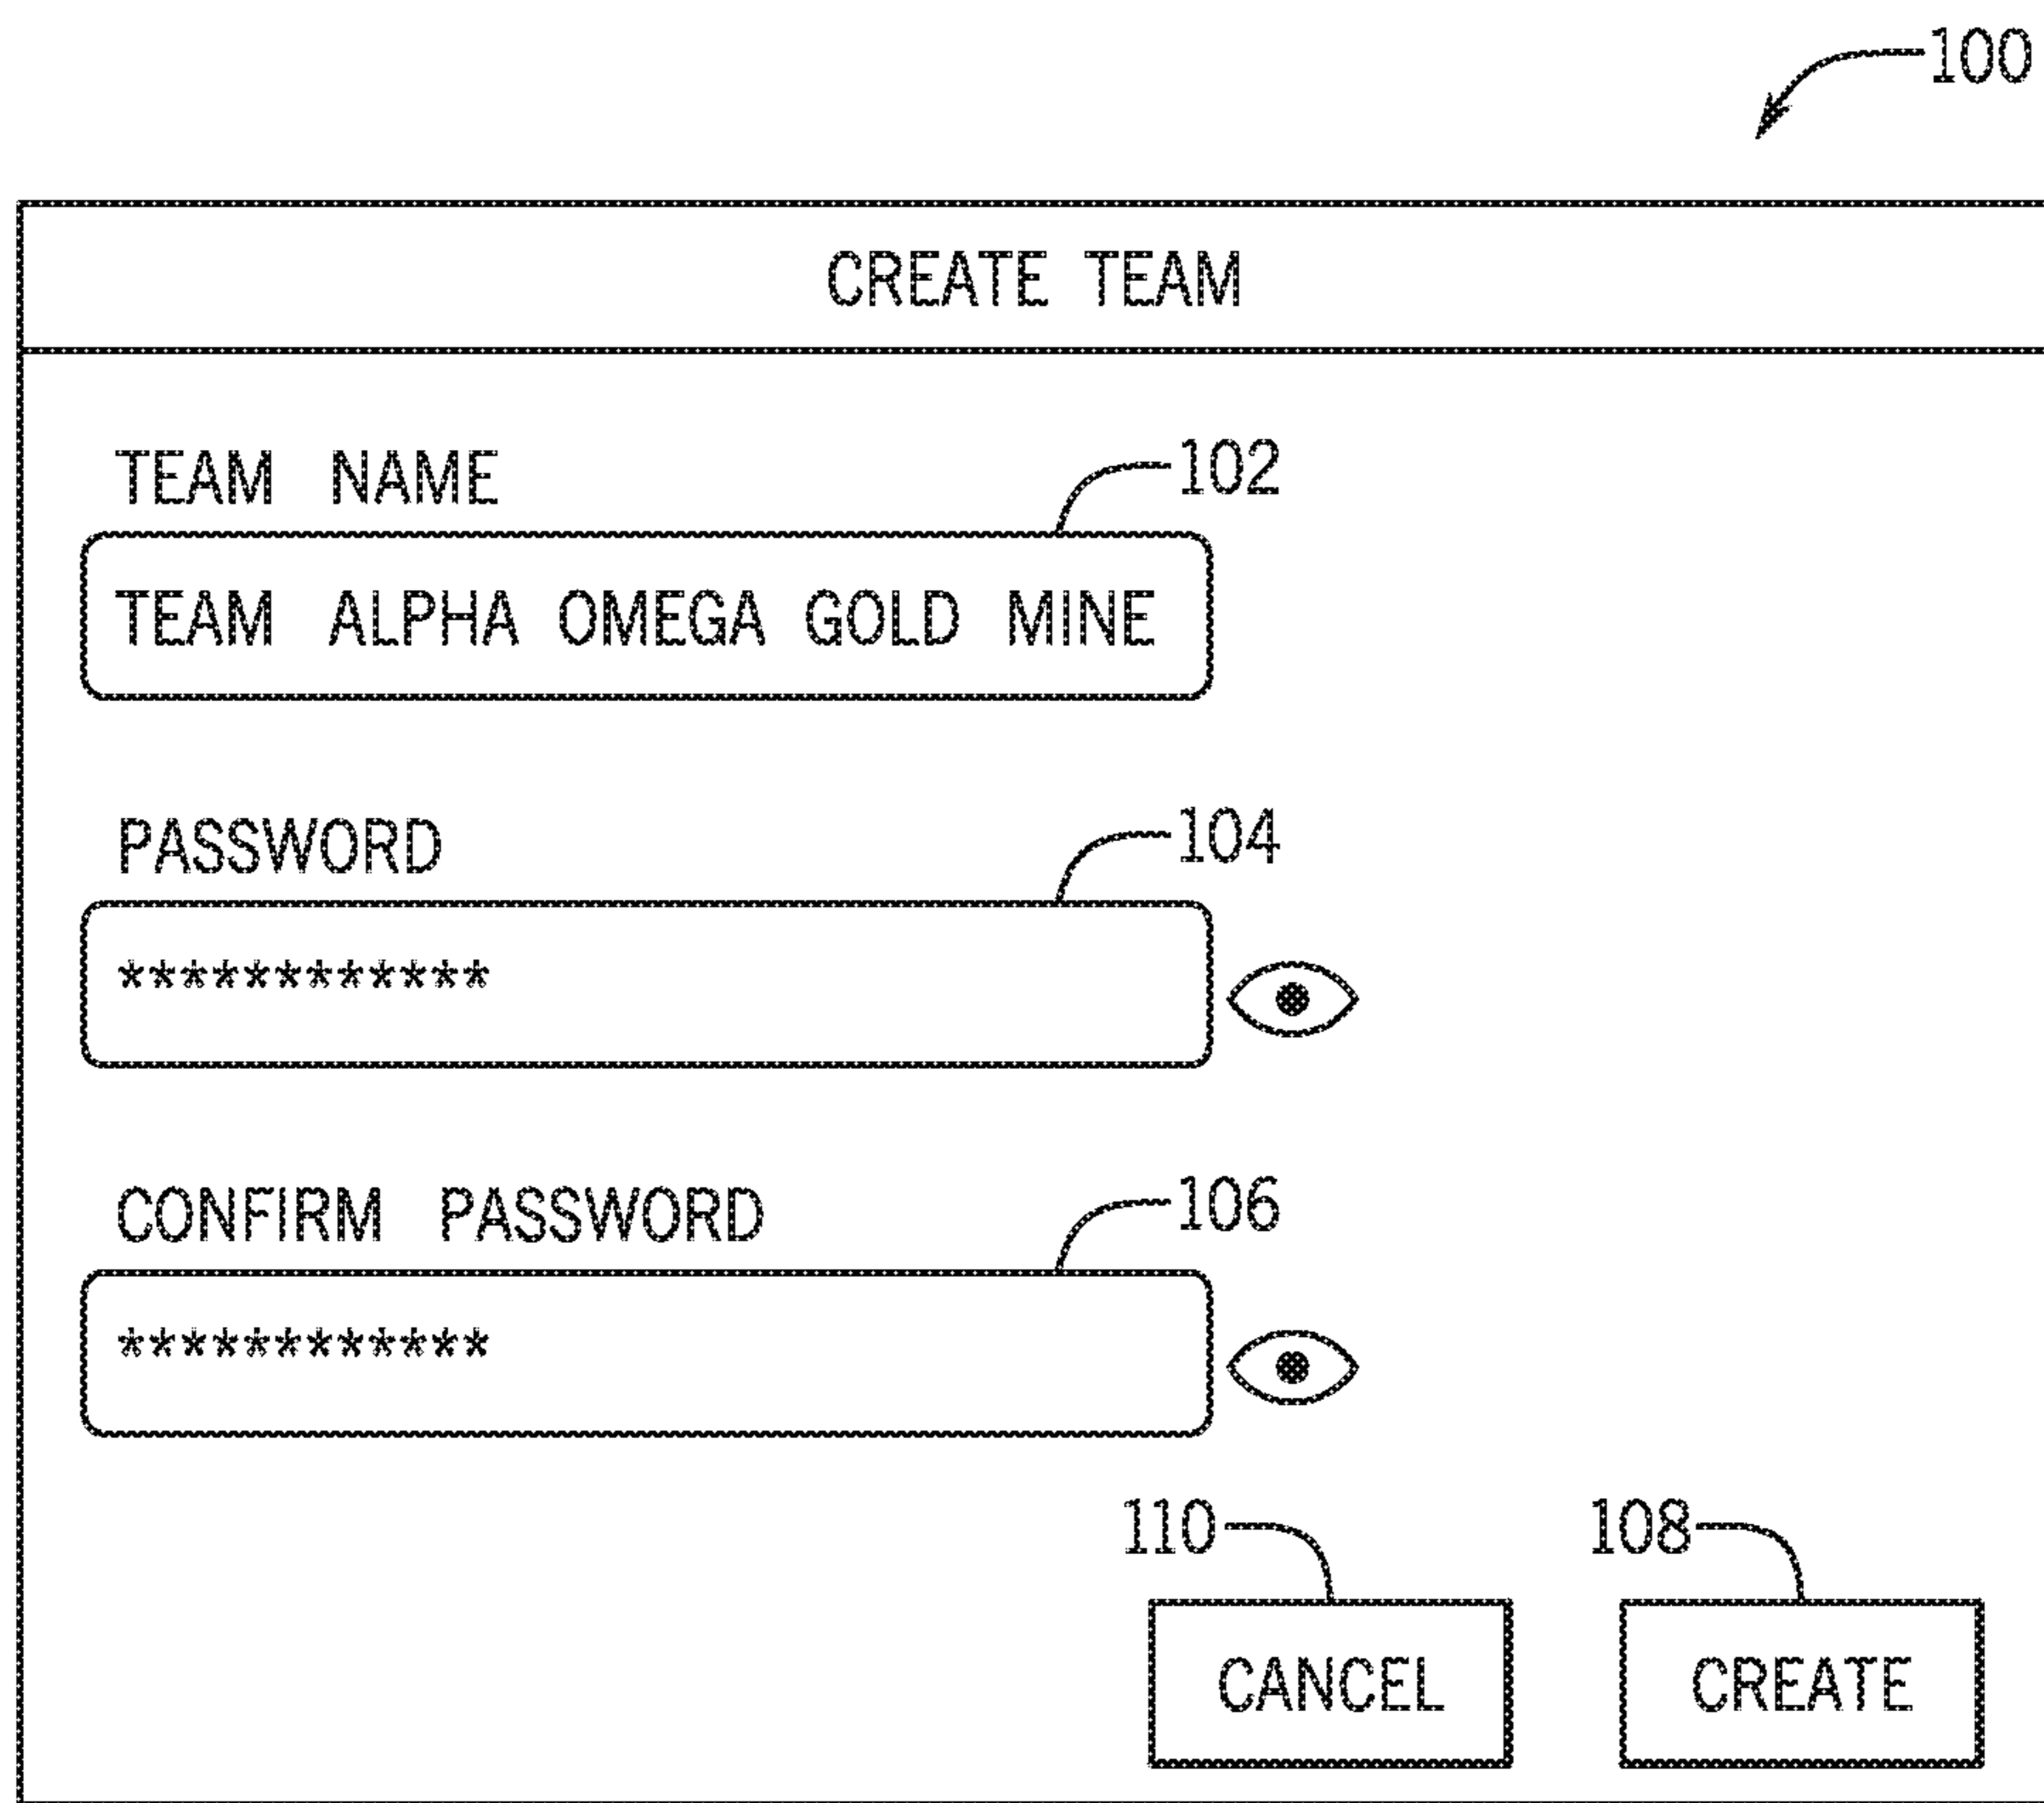 100
CREATE TEAM
TEAM NAME
102
TEAM ALPHA OMEGA GOLD MINE
PASSWORD
104
************
CONFIRM PASSWORD
106
************
110
108
CANCEL
CREATE